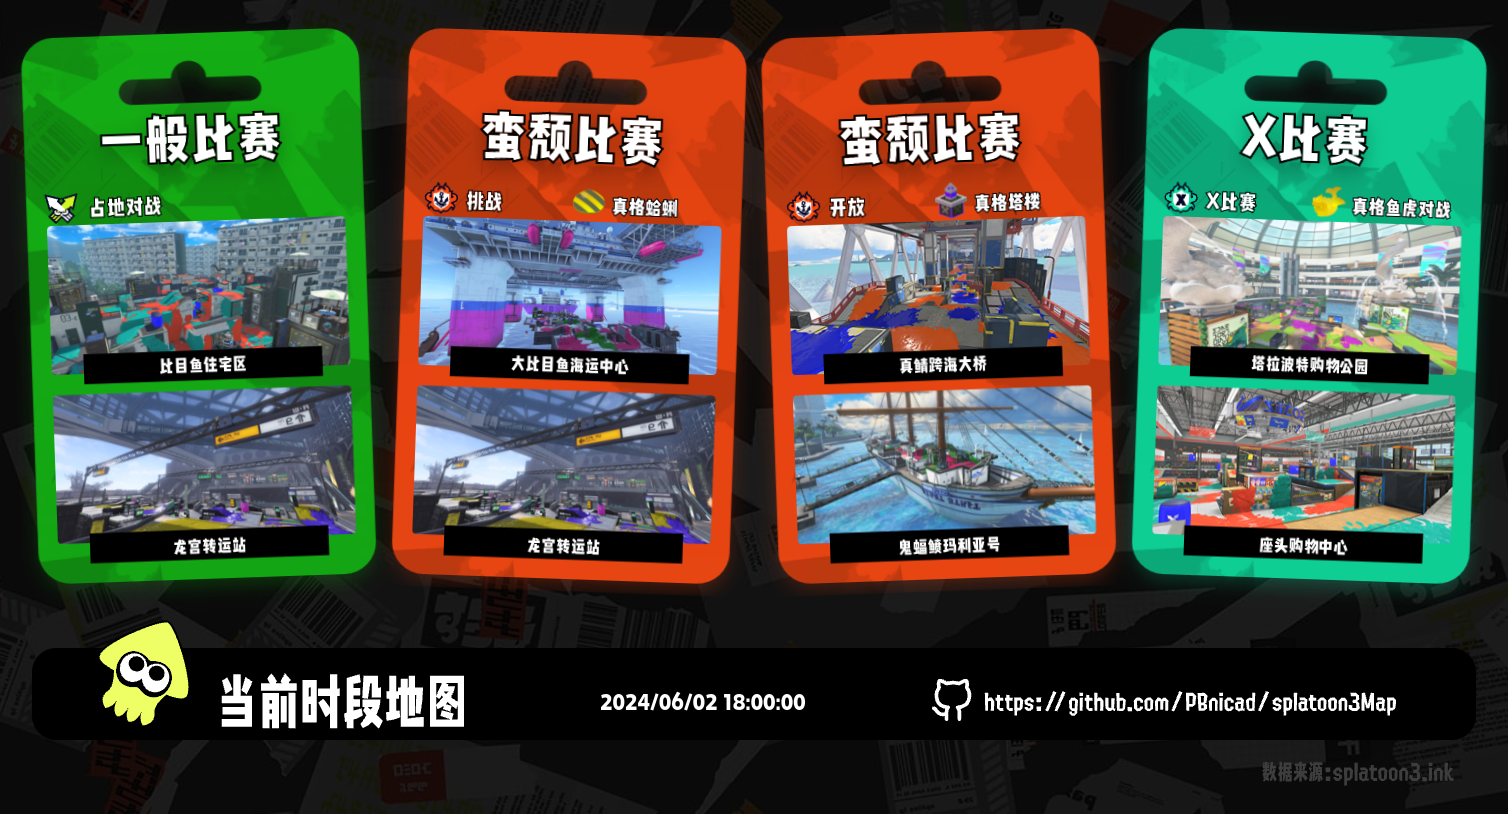 一般比赛
占地对战
比目鱼住宅区
龙宫转运站
蛮颓比赛
挑战
真格蛤蜊
大比目鱼海运中心
龙宫转运站
蛮颓比赛
开放
真格塔楼
真鲭跨海大桥
鬼蝠鲼玛利亚号
X比赛
X比赛
真格鱼虎对战
塔拉波特购物公园
座头购物中心
当前时段地图
2024/06/02 18:00:00
https://github.com/PBnicad/splatoon3Map
数据来源:splatoon3.ink